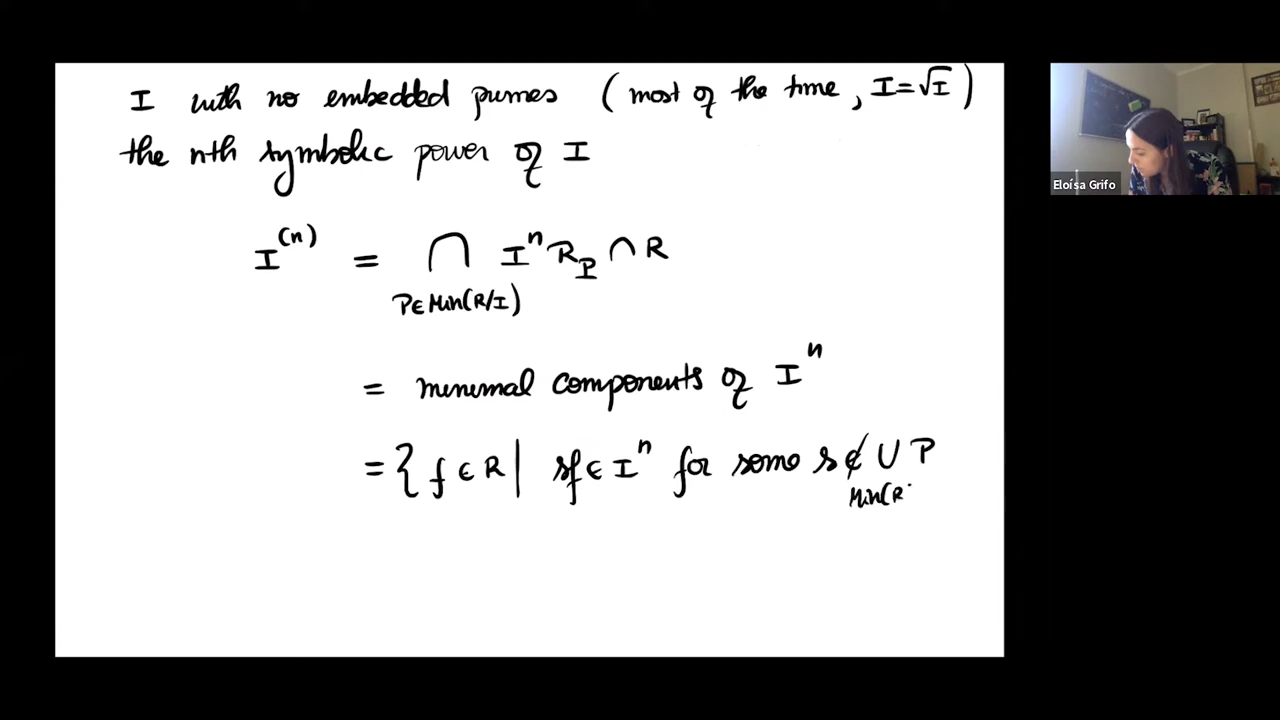 I with no embedded primes (most of the time, I=√I)
the nth symbolic power of I
I^(n) = ⋂ I^n R_P ∩ R
P∈Min(R/I)
= minimal components of I^n
= { f ∈ R | sf ∈ I^n for some s ∉ ∪ P
Min(R
Eloísa Grifo